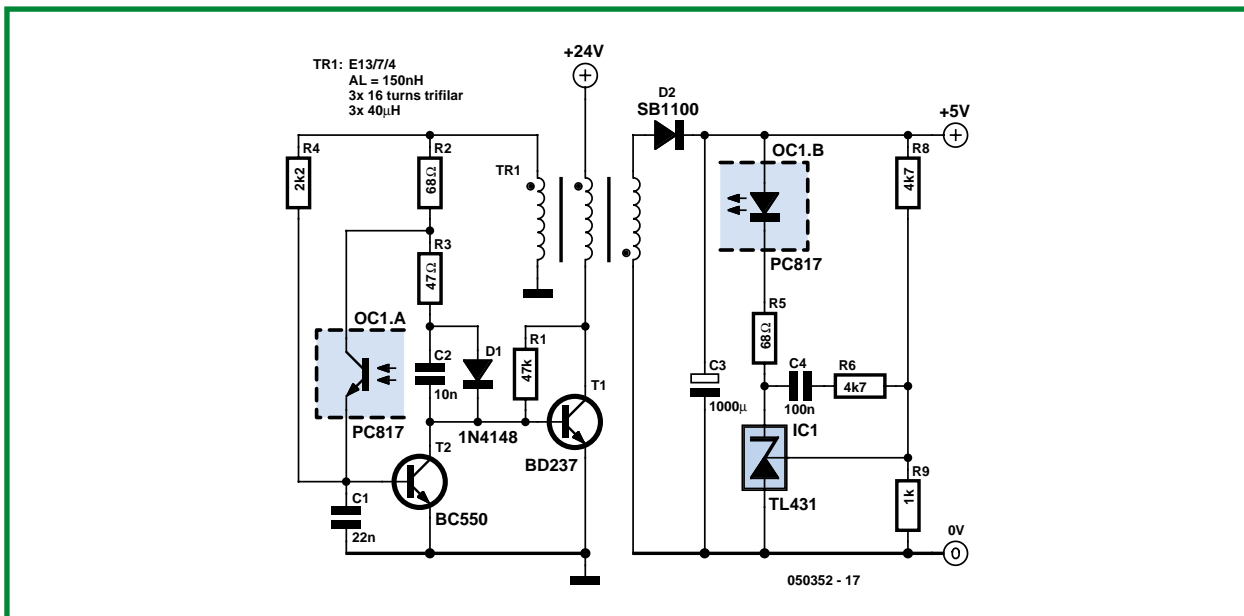 TR1: E13/7/4
AL = 150nH
3x 16 turns trifilar
3x 40µH
+24V
D2
SB1100
+5V
R4
2k2
R2
68Ω
TR1
OC1.B
R8
4k7
R3
47Ω
PC817
OC1.A
R5
68Ω
C2
10n
D1
R1
47k
C3
1000µ
C4
100n
R6
4k7
T1
PC817
1N4148
IC1
T2
BD237
TL431
R9
1k
C1
22n
BC550
0V
050352 - 17